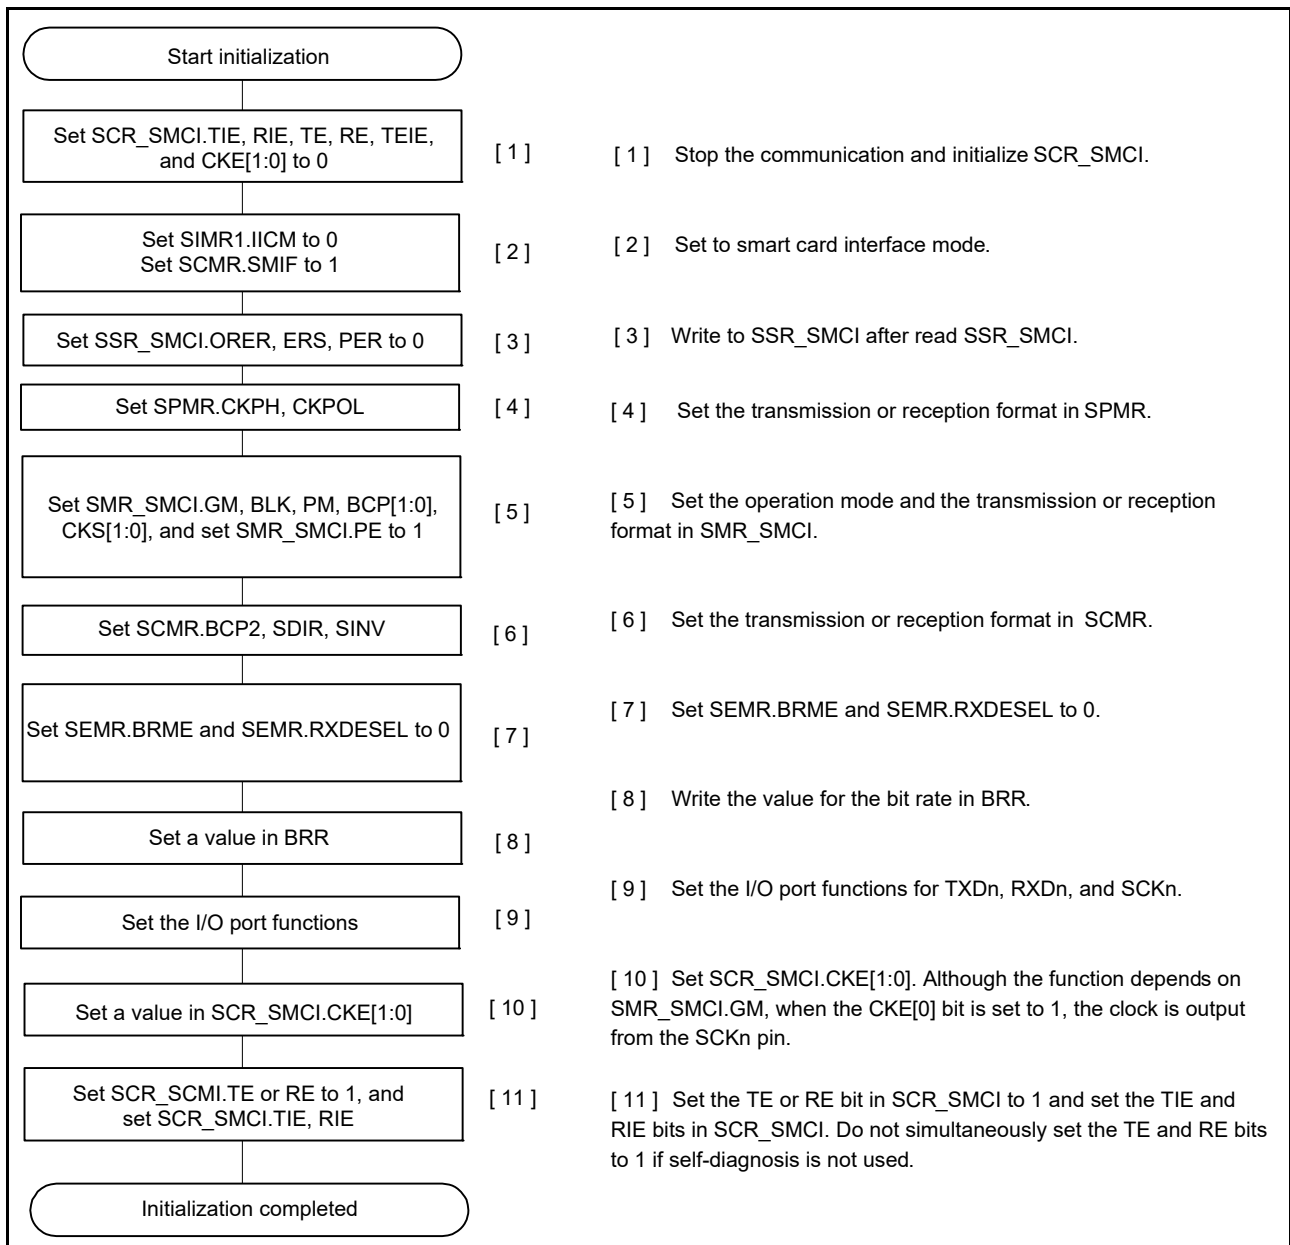 Start initialization
Set SCR_SMCI.TIE, RIE, TE, RE, TEIE,
and CKE[1:0] to 0
[ 1 ]
[ 1 ] Stop the communication and initialize SCR_SMCI.
Set SIMR1.IICM to 0
Set SCMR.SMIF to 1
[ 2 ]
[ 2 ] Set to smart card interface mode.
Set SSR_SMCI.ORER, ERS, PER to 0
[ 3 ]
[ 3 ] Write to SSR_SMCI after read SSR_SMCI.
Set SPMR.CKPH, CKPOL
[ 4 ]
[ 4 ] Set the transmission or reception format in SPMR.
Set SMR_SMCI.GM, BLK, PM, BCP[1:0],
CKS[1:0], and set SMR_SMCI.PE to 1
[ 5 ]
[ 5 ] Set the operation mode and the transmission or reception
format in SMR_SMCI.
Set SCMR.BCP2, SDIR, SINV
[ 6 ]
[ 6 ] Set the transmission or reception format in SCMR.
Set SEMR.BRME and SEMR.RXDESEL to 0
[ 7 ]
[ 7 ] Set SEMR.BRME and SEMR.RXDESEL to 0.
Set a value in BRR
[ 8 ]
[ 8 ] Write the value for the bit rate in BRR.
Set the I/O port functions
[ 9 ]
[ 9 ] Set the I/O port functions for TXDn, RXDn, and SCKn.
Set a value in SCR_SMCI.CKE[1:0]
[ 10 ]
[ 10 ] Set SCR_SMCI.CKE[1:0]. Although the function depends on
SMR_SMCI.GM, when the CKE[0] bit is set to 1, the clock is output
from the SCKn pin.
Set SCR_SCMI.TE or RE to 1, and
set SCR_SMCI.TIE, RIE
[ 11 ]
[ 11 ] Set the TE or RE bit in SCR_SMCI to 1 and set the TIE and
RIE bits in SCR_SMCI. Do not simultaneously set the TE and RE bits
to 1 if self-diagnosis is not used.
Initialization completed